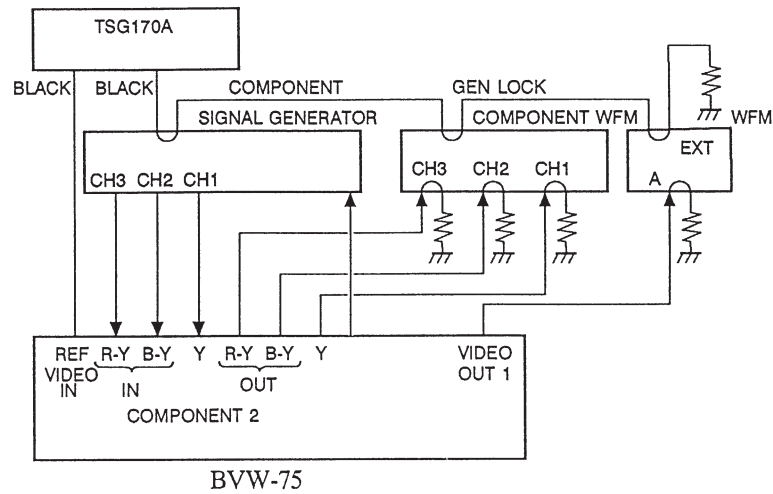 TSG170A
BLACK
BLACK
COMPONENT
GEN LOCK
SIGNAL GENERATOR
COMPONENT WFM
WFM
EXT
CH3 CH2 CH1
CH3 CH2 CH1
A
REF
VIDEO
IN
R-Y B-Y Y
IN
R-Y B-Y Y
OUT
VIDEO
OUT 1
COMPONENT 2
BVW-75